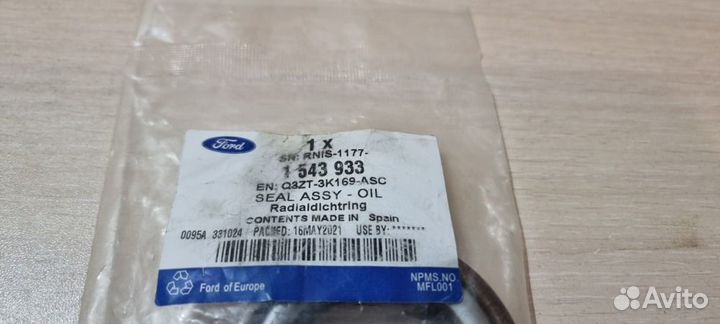 Ford
1 X
SN: RNIS-1177-
1 543 933
EN: Q3ZT-3K169-ASC
SEAL ASSY - OIL
Radialdichtring
CONTENTS MADE IN Spain
0095A 331024 PACKED: 16MAY2021 USE BY:*******
Ford of Europe
NPMS.NO.
MFL001
Avito